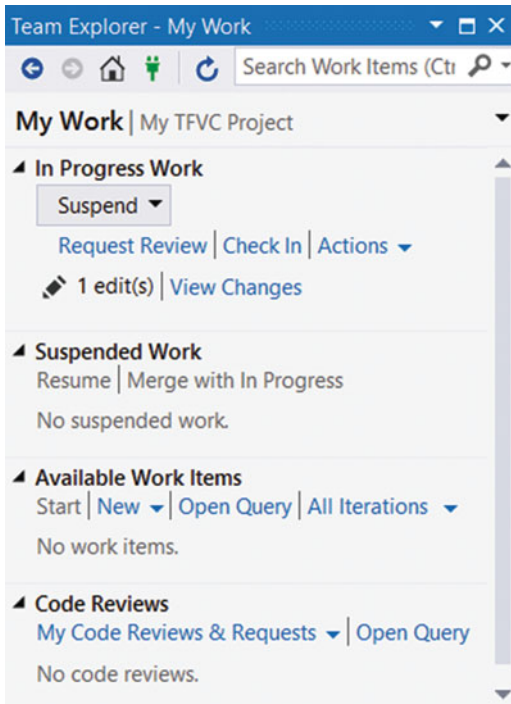 Team Explorer - My Work
Search Work Items (Ctr
My Work | My TFVC Project
In Progress Work
Suspend
Request Review | Check In | Actions
1 edit(s) | View Changes
Suspended Work
Resume | Merge with In Progress
No suspended work.
Available Work Items
Start | New | Open Query | All Iterations
No work items.
Code Reviews
My Code Reviews & Requests | Open Query
No code reviews.